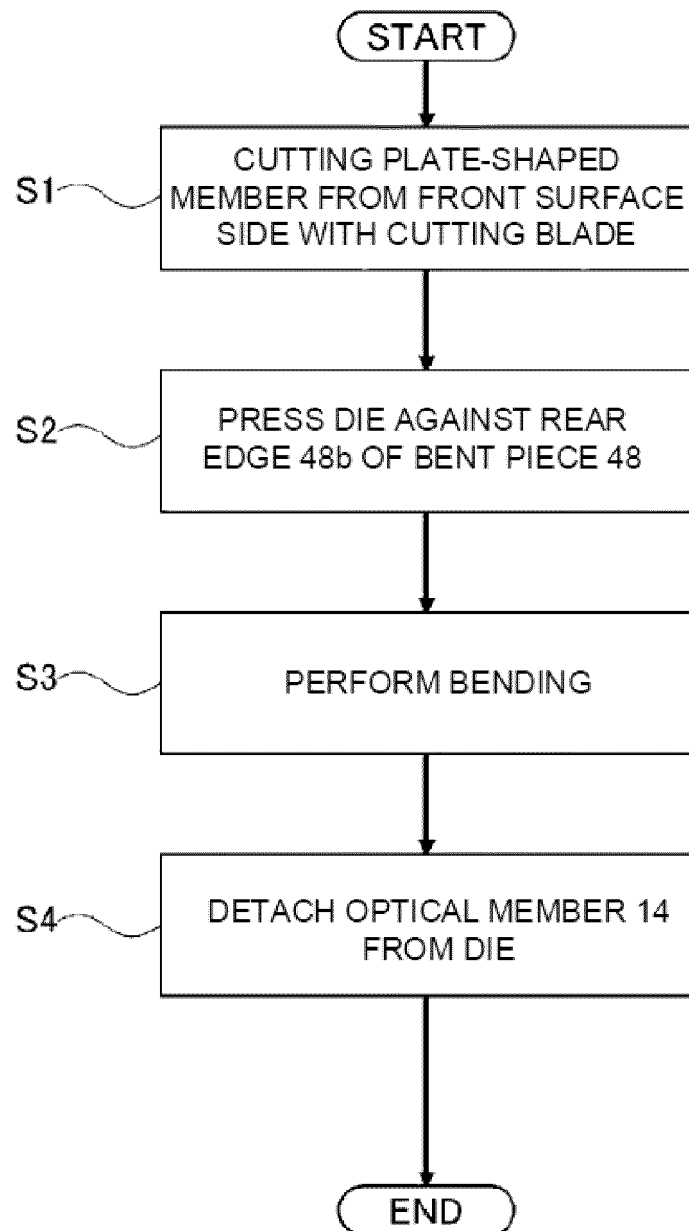 START
S1
CUTTING PLATE-SHAPED
MEMBER FROM FRONT SURFACE
SIDE WITH CUTTING BLADE
S2
PRESS DIE AGAINST REAR
EDGE 48b OF BENT PIECE 48
S3
PERFORM BENDING
S4
DETACH OPTICAL MEMBER 14
FROM DIE
END